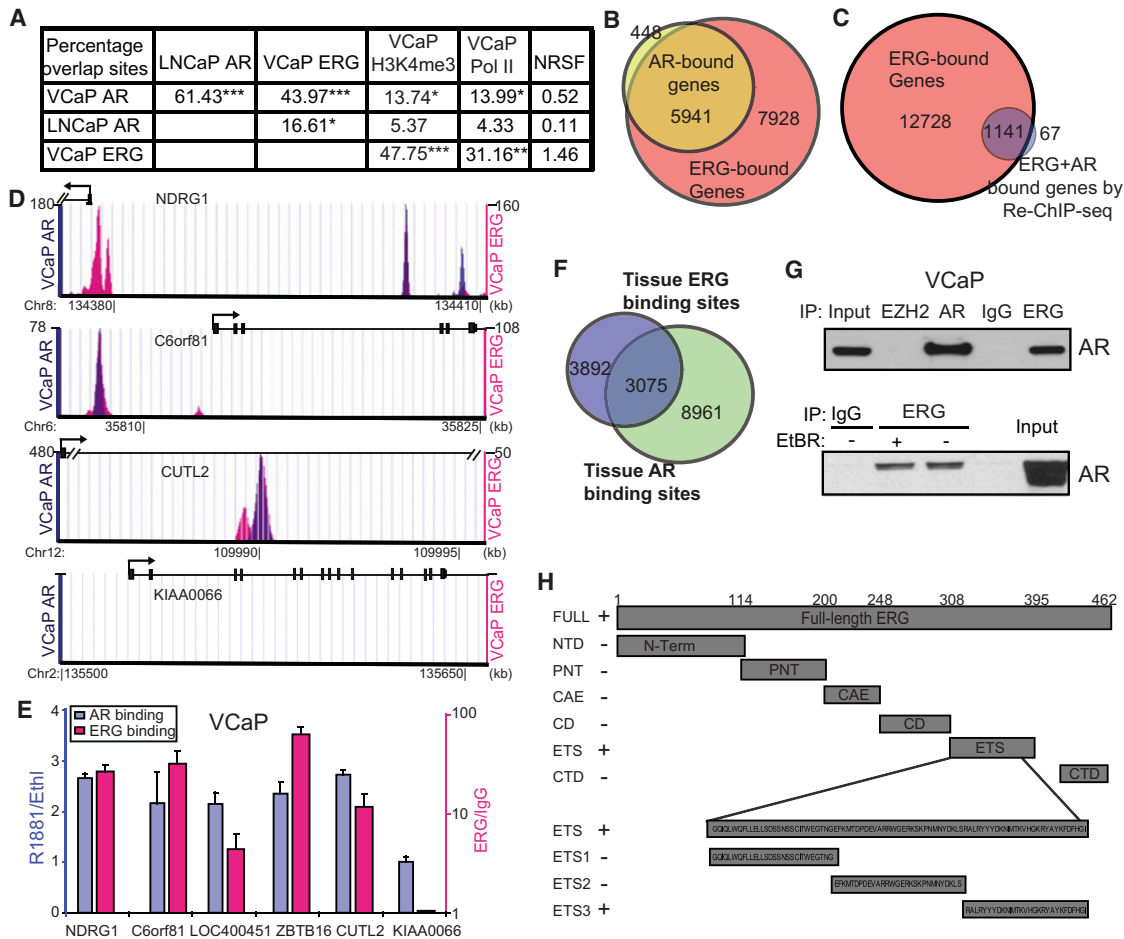 A
Percentage overlap sites
LNCaP AR
VCaP ERG
VCaP H3K4me3
VCaP Pol II
NRSF
VCaP AR 61.43*** 43.97*** 13.74* 13.99* 0.52
LNCaP AR 16.61* 5.37 4.33 0.11
VCaP ERG 47.75*** 31.16** 1.46
B
448
AR-bound
genes
5941
7928
ERG-bound
Genes
C
ERG-bound
Genes
12728
1141
67
ERG+AR
bound genes by
Re-ChIP-seq
D
180
NDRG1
160
VCaP AR
VCaP ERG
Chr8: 134380| 134410| (kb)
78
C6orf81
108
VCaP AR
VCaP ERG
Chr6: 35810| 35825| (kb)
480
CUTL2
50
VCaP AR
VCaP ERG
Chr12: 109990| 109995| (kb)
KIAA0066
VCaP AR
VCaP ERG
Chr2:|135500 135650| (kb)
E
VCaP
AR binding
ERG binding
R1881/Ethl
4
3
2
1
0
100
10
1
ERG/IgG
NDRG1 C6orf81 LOC400451 ZBTB16 CUTL2 KIAA0066
F
Tissue ERG
binding sites
3892
3075
8961
Tissue AR
binding sites
G
VCaP
IP: Input EZH2 AR IgG ERG
AR
IP: IgG ERG Input
EtBR: - + -
AR
H
1 114 200 248 308 395 462
FULL + Full-length ERG
NTD - N-Term
PNT - PNT
CAE - CAE
CD - CD
ETS + ETS
CTD - CTD
ETS + GQIQLWQFLLELLSDSSNSSCITWEGTNGEFKMTDPDEVARRWGERKSKPNMNYDKLSRALRYYYDKNIMTKVHGKRYAYKFDFHGI
ETS1 - GQIQLWQFLLELLSDSSNSSCITWEGTNG
ETS2 - EFKMTDPDEVARRWGERKSKPNMNYDKLS
ETS3 + RALRYYYDKNIMTKVHGKRYAYKFDFHGI